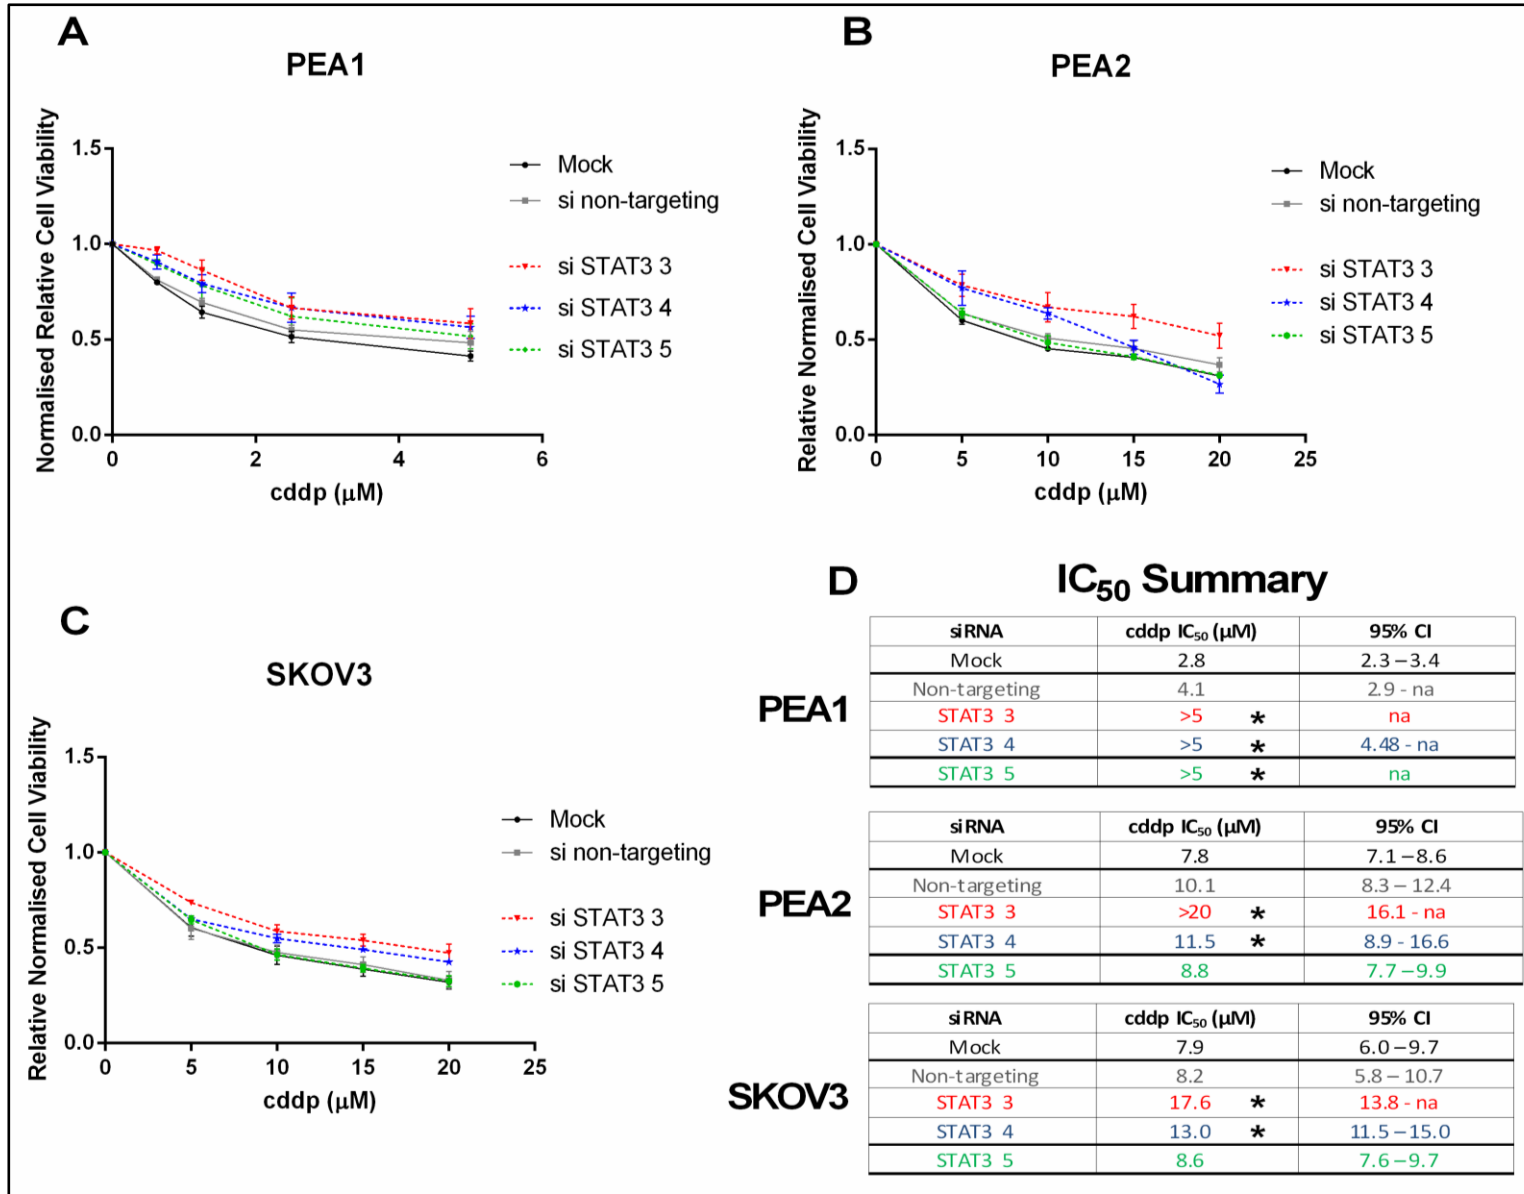 A
PEA1
Normalised Relative Cell Viability
1.5
1.0
0.5
0.0
0 2 4 6
cddp (μM)
Mock
si non-targeting
si STAT3 3
si STAT3 4
si STAT3 5
B
PEA2
Relative Normalised Cell Viability
1.5
1.0
0.5
0.0
0 5 10 15 20 25
cddp (μM)
Mock
si non-targeting
si STAT3 3
si STAT3 4
si STAT3 5
C
SKOV3
Relative Normalised Cell Viability
1.5
1.0
0.5
0.0
0 5 10 15 20 25
cddp (μM)
Mock
si non-targeting
si STAT3 3
si STAT3 4
si STAT3 5
D
IC50 Summary
PEA1
siRNA cddp IC50 (μM) 95% CI
Mock 2.8 2.3 – 3.4
Non-targeting 4.1 2.9 - na
STAT3 3 >5 * na
STAT3 4 >5 * 4.48 - na
STAT3 5 >5 * na
PEA2
siRNA cddp IC50 (μM) 95% CI
Mock 7.8 7.1 – 8.6
Non-targeting 10.1 8.3 – 12.4
STAT3 3 >20 * 16.1 - na
STAT3 4 11.5 * 8.9 - 16.6
STAT3 5 8.8 7.7 – 9.9
SKOV3
siRNA cddp IC50 (μM) 95% CI
Mock 7.9 6.0 – 9.7
Non-targeting 8.2 5.8 – 10.7
STAT3 3 17.6 * 13.8 - na
STAT3 4 13.0 * 11.5 – 15.0
STAT3 5 8.6 7.6 – 9.7